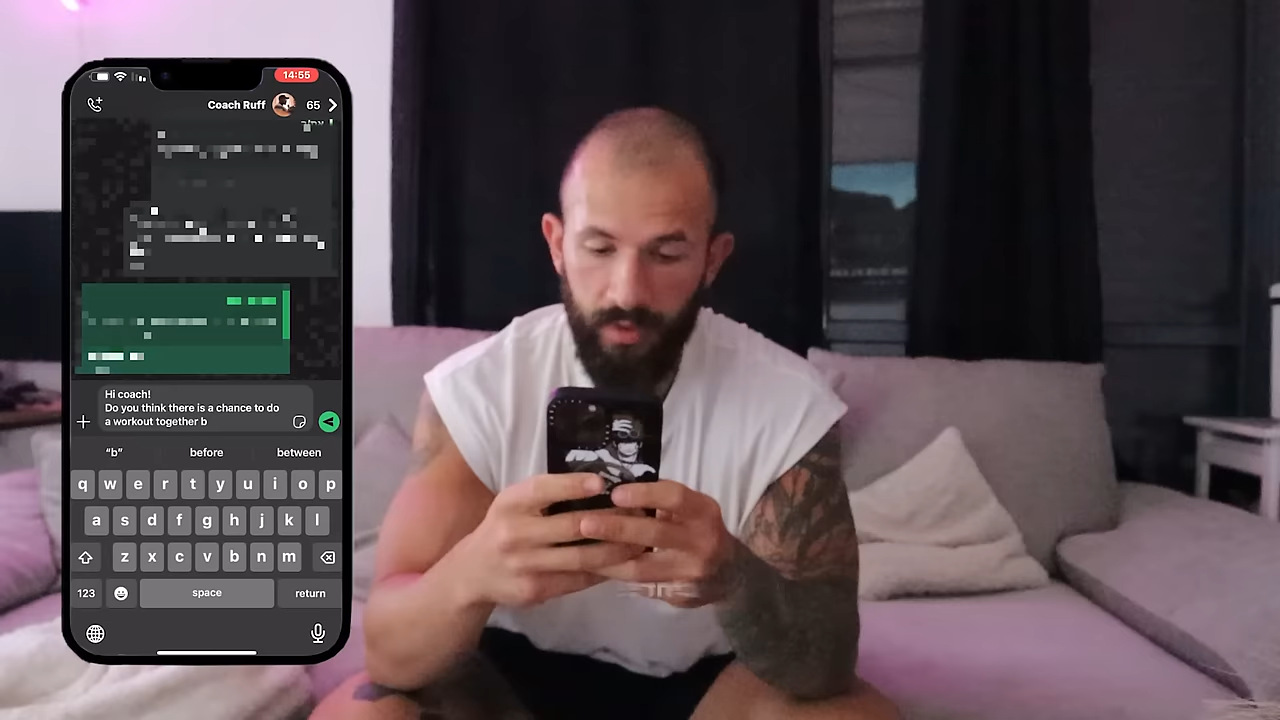 14:55
Coach Ruff 65
Hi coach!
Do you think there is a chance to do
a workout together b
“b” before between
q w e r t y u i o p
a s d f g h j k l
z x c v b n m
123 space return